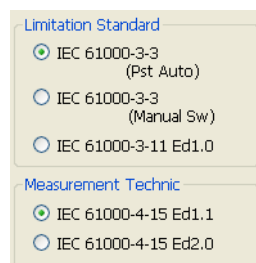 Limitation Standard
IEC 61000-3-3
(Pst Auto)
IEC 61000-3-3
(Manual Sw)
IEC 61000-3-11 Ed1.0
Measurement Technic
IEC 61000-4-15 Ed1.1
IEC 61000-4-15 Ed2.0